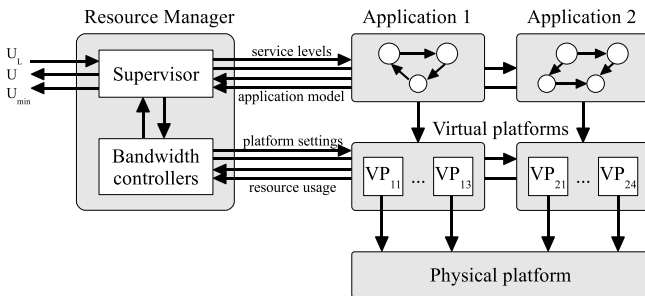 Resource Manager
Application 1
Application 2
U_L
U
U_min
Supervisor
service levels
application model
Virtual platforms
Bandwidth
controllers
platform settings
resource usage
VP_11 ... VP_13
VP_21 ... VP_24
Physical platform